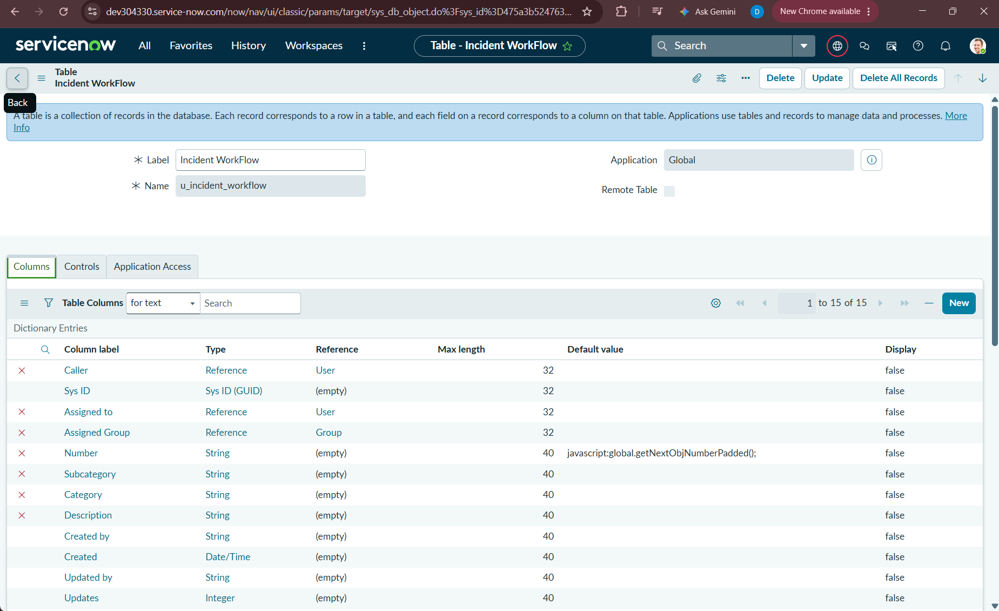 dev304330.service-now.com/now/nav/ui/classic/params/target/sys_db_object.do%3Fsys_id%3D475a3b524763...
Ask Gemini
D
New Chrome available
servicenow
All
Favorites
History
Workspaces
Table - Incident WorkFlow
Search
Table
Incident WorkFlow
Delete
Update
Delete All Records
Back
A table is a collection of records in the database. Each record corresponds to a row in a table, and each field on a record corresponds to a column on that table. Applications use tables and records to manage data and processes. More
Info
Label Incident WorkFlow
Application Global
Name u_incident_workflow
Remote Table
Columns
Controls
Application Access
Table Columns for text Search
1 to 15 of 15
New
Dictionary Entries
Column label Type Reference Max length Default value Display
Caller Reference User 32 false
Sys ID Sys ID (GUID) (empty) 32 false
Assigned to Reference User 32 false
Assigned Group Reference Group 32 false
Number String (empty) 40 javascript:global.getNextObjNumberPadded(); false
Subcategory String (empty) 40 false
Category String (empty) 40 false
Description String (empty) 40 false
Created by String (empty) 40 false
Created Date/Time (empty) 40 false
Updated by String (empty) 40 false
Updates Integer (empty) 40 false